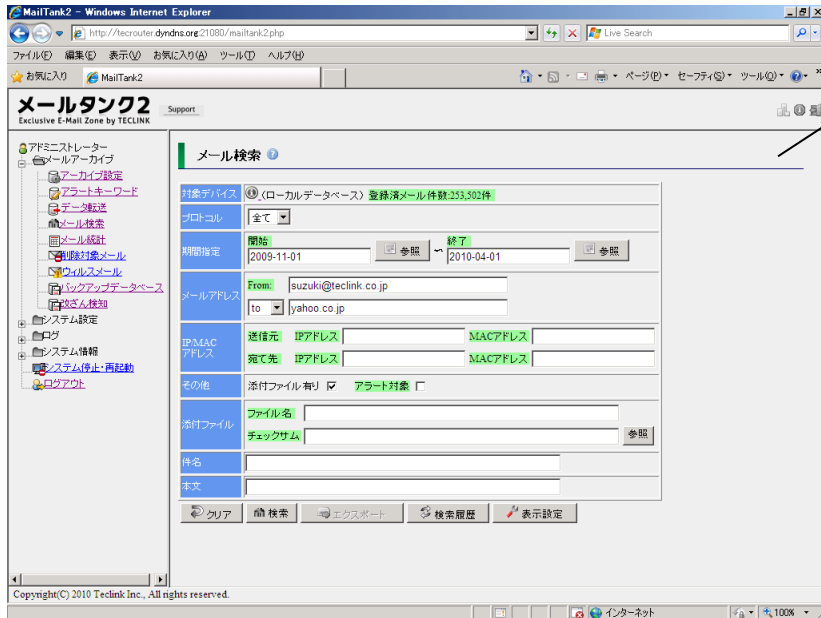 MailTank2 - Windows Internet Explorer
http://tecrouter.dyndns.org:21080/mailtank2.php
Live Search
ファイル(F) 編集(E) 表示(V) お気に入り(A) ツール(T) ヘルプ(H)
お気に入り MailTank2 ページ(P) セーフティ(S) ツール(O)
メールタンク2 Support
Exclusive E-Mail Zone by TECLINK
アドミニストレーター
メールアーカイブ
アーカイブ設定
アラートキーワード
データ転送
メール検索
メール統計
削除対象メール
ウィルスメール
バックアップデータベース
改ざん検知
システム設定
ログ
システム情報
システム停止・再起動
ログアウト
メール検索
対象デバイス (ローカルデータベース) 登録済メール件数:253,502件
プロトコル 全て
期間指定 開始 終了
2009-11-01 参照 ~ 2010-04-01 参照
メールアドレス From: suzuki@teclink.co.jp
to yahoo.co.jp
IP/MAC
アドレス
送信元 IPアドレス MACアドレス
宛て先 IPアドレス MACアドレス
その他 添付ファイル有り アラート対象
添付ファイル ファイル名
チェックサム 参照
件名
本文
クリア 検索 エクスポート 検索履歴 表示設定
Copyright(C) 2010 Teclink Inc., All rights reserved.
インターネット 100%